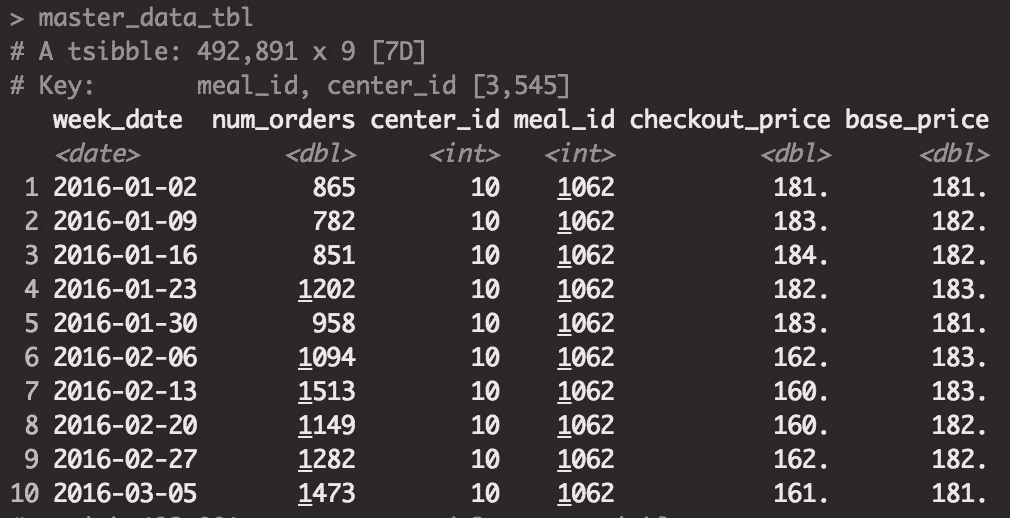 > master_data_tbl
# A tsibble: 492,891 x 9 [7D]
# Key:       meal_id, center_id [3,545]
   week_date  num_orders center_id meal_id checkout_price base_price
   <date>          <dbl>     <int>   <int>          <dbl>      <dbl>
 1 2016-01-02        865        10    1062           181.       181.
 2 2016-01-09        782        10    1062           183.       182.
 3 2016-01-16        851        10    1062           184.       182.
 4 2016-01-23       1202        10    1062           182.       183.
 5 2016-01-30        958        10    1062           183.       181.
 6 2016-02-06       1094        10    1062           162.       183.
 7 2016-02-13       1513        10    1062           160.       183.
 8 2016-02-20       1149        10    1062           160.       182.
 9 2016-02-27       1282        10    1062           162.       182.
10 2016-03-05       1473        10    1062           161.       181.